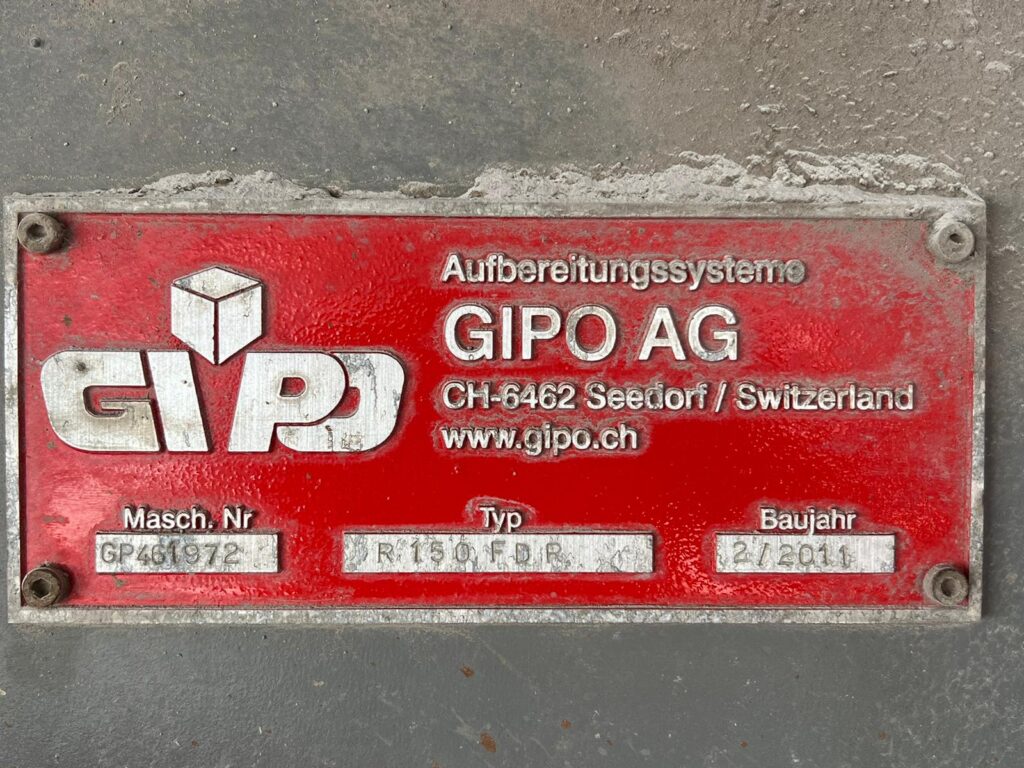 GIPO
Aufbereitungssysteme
GIPO AG
CH-6462 Seedorf / Switzerland
www.gipo.ch
Masch. Nr
GP461972
Typ
R 150 FDR
Baujahr
2/2011